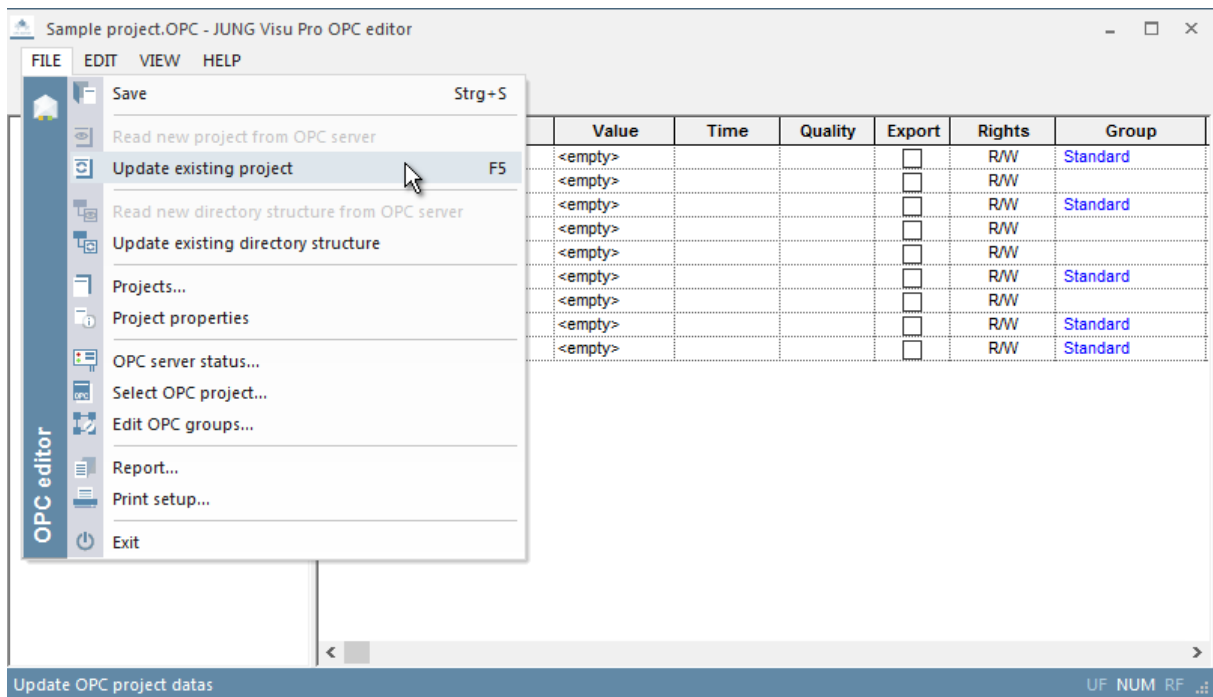 Sample project.OPC - JUNG Visu Pro OPC editor
FILE EDIT VIEW HELP
Save Strg+S
Read new project from OPC server
Update existing project F5
Read new directory structure from OPC server
Update existing directory structure
Projects...
Project properties
OPC server status...
Select OPC project...
Edit OPC groups...
Report...
Print setup...
Exit
OPC editor
OPC
Value Time Quality Export Rights Group
<empty> R/W Standard
<empty> R/W
<empty> R/W Standard
<empty> R/W
<empty> R/W
<empty> R/W Standard
<empty> R/W
<empty> R/W Standard
<empty> R/W Standard
Update OPC project datas UF NUM RF